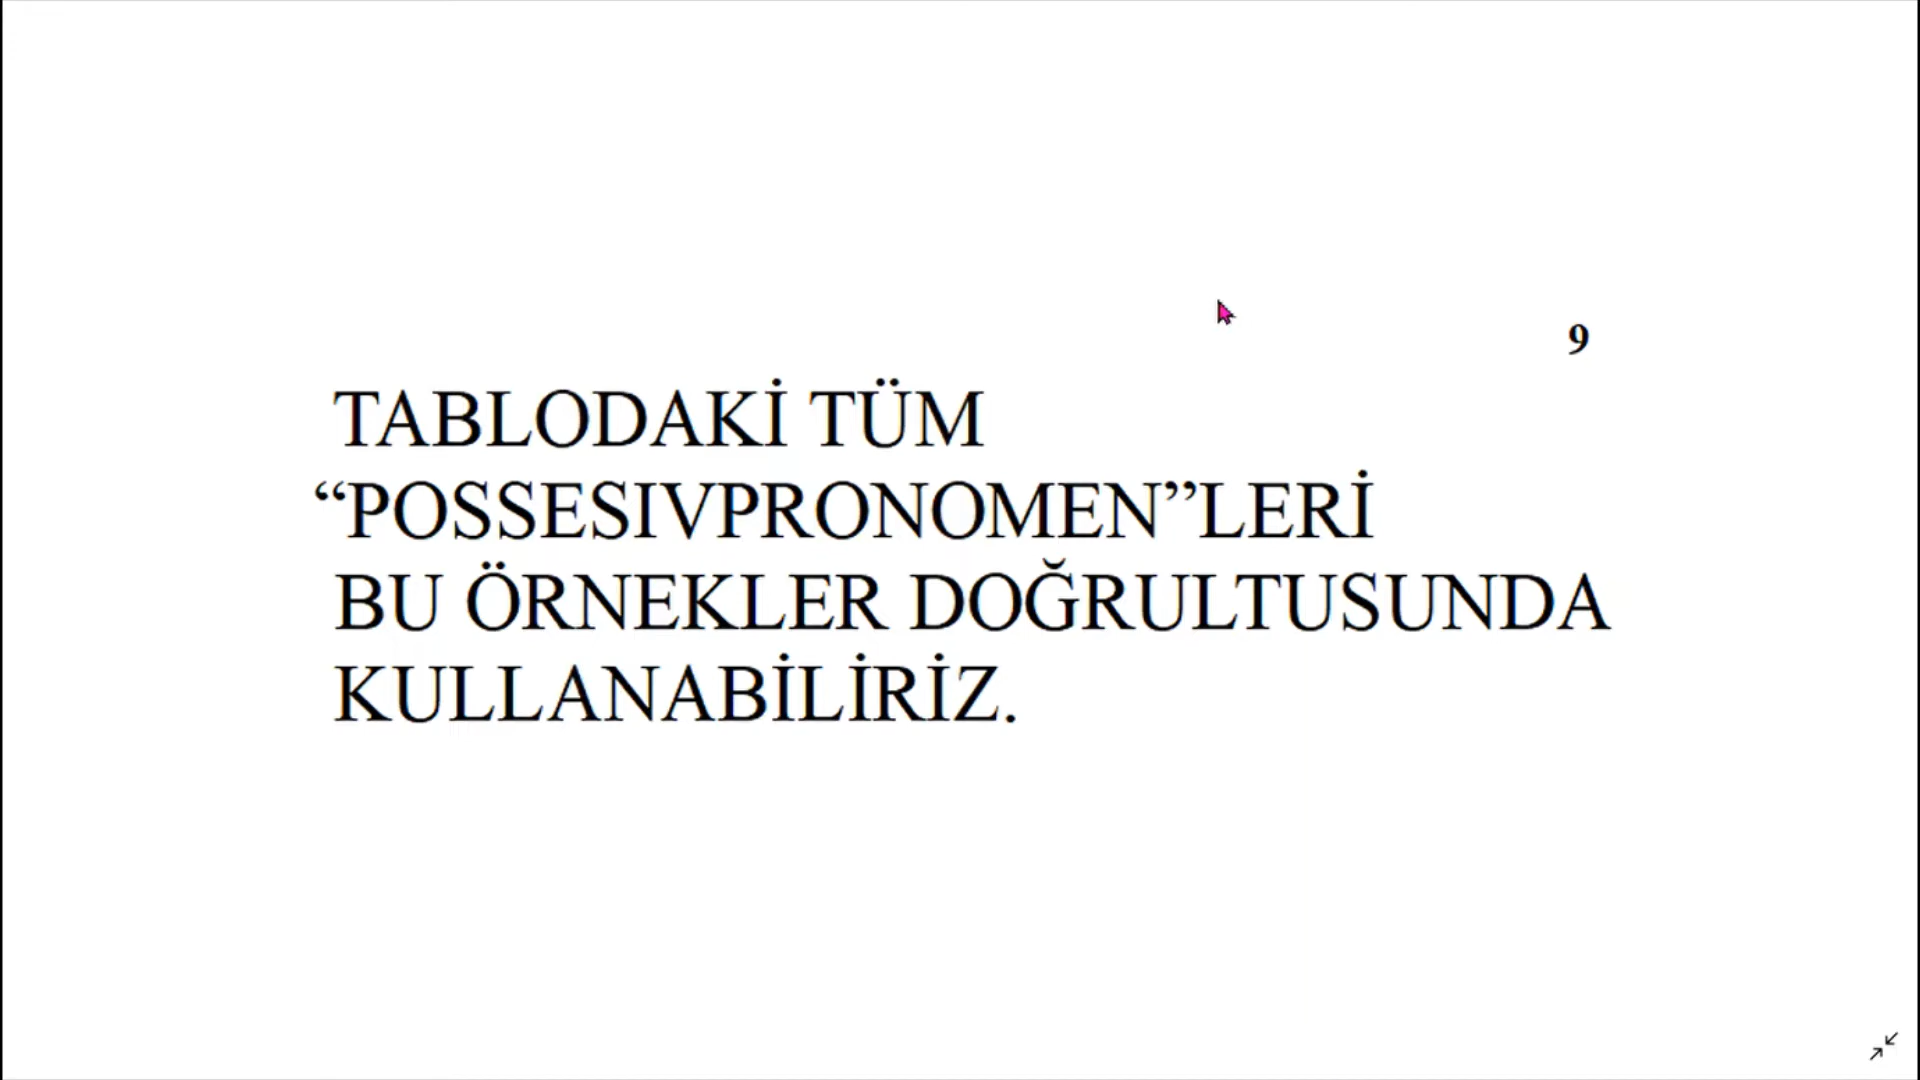 9
TABLODAKİ TÜM
“POSSESIVPRONOMEN”LERİ
BU ÖRNEKLER DOĞRULTUSUNDA
KULLANABİLİRİZ.